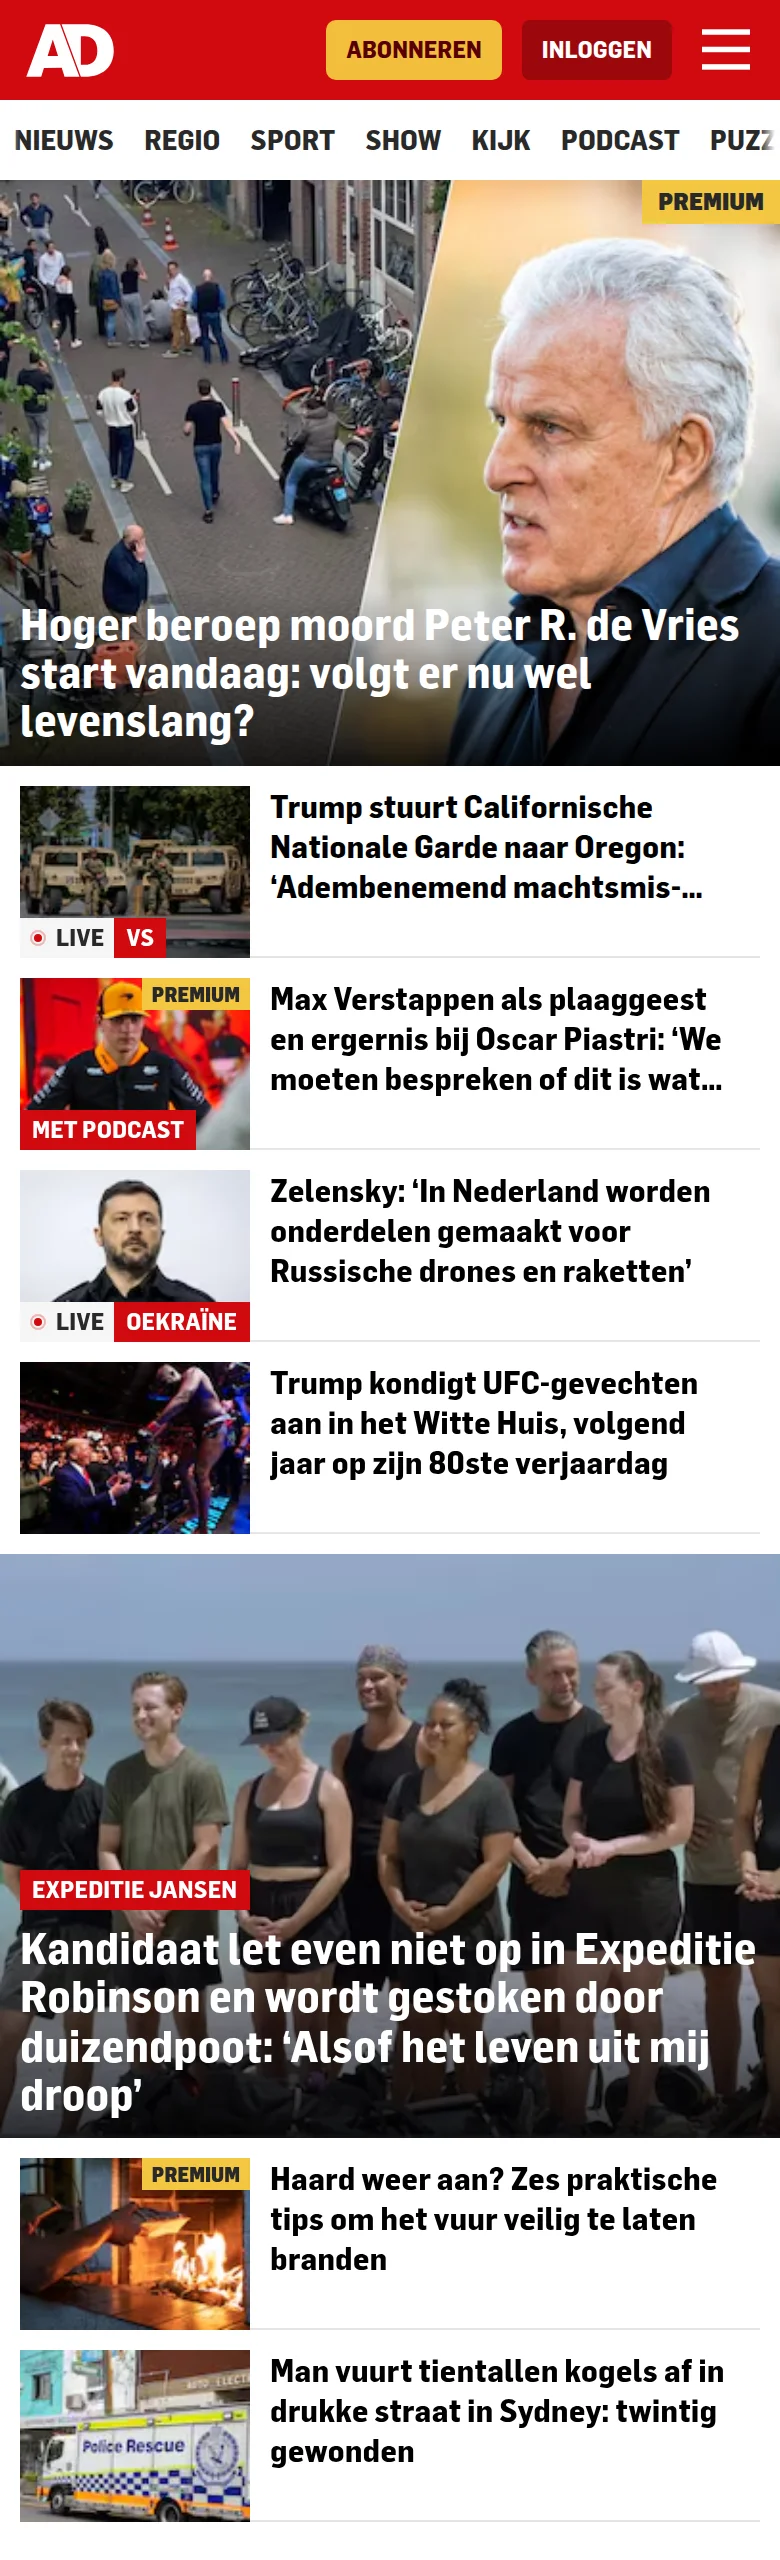 AD
ABONNEREN
INLOGGEN
NIEUWS REGIO SPORT SHOW KIJK PODCAST PUZZ
PREMIUM
Hoger beroep moord Peter R. de Vries
start vandaag: volgt er nu wel
levenslang?
Trump stuurt Californische
Nationale Garde naar Oregon:
‘Adembenemend machtsmis-...
LIVE VS
PREMIUM
MET PODCAST
Max Verstappen als plaaggeest
en ergernis bij Oscar Piastri: ‘We
moeten bespreken of dit is wat...
Zelensky: ‘In Nederland worden
onderdelen gemaakt voor
Russische drones en raketten’
LIVE OEKRAÏNE
Trump kondigt UFC-gevechten
aan in het Witte Huis, volgend
jaar op zijn 80ste verjaardag
EXPEDITIE JANSEN
Kandidaat let even niet op in Expeditie
Robinson en wordt gestoken door
duizendpoot: ‘Alsof het leven uit mij
droop’
PREMIUM
Haard weer aan? Zes praktische
tips om het vuur veilig te laten
branden
Man vuurt tientallen kogels af in
drukke straat in Sydney: twintig
gewonden
Police Rescue